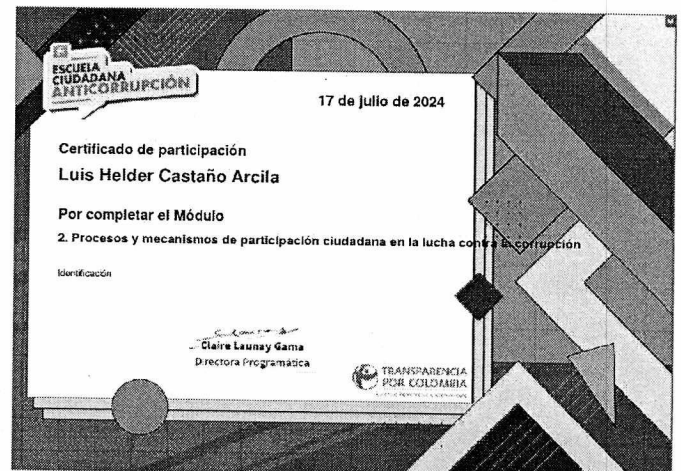 ESCUELA
CIUDADANA
ANTICORRUPCIÓN
17 de julio de 2024
Certificado de participación
Luis Helder Castaño Arcila
Por completar el Módulo
2. Procesos y mecanismos de participación ciudadana en la lucha contra la corrupción
Identificación
Claire Launay Gama
Directora Programática
TRANSPARENCIA
POR COLOMBIA